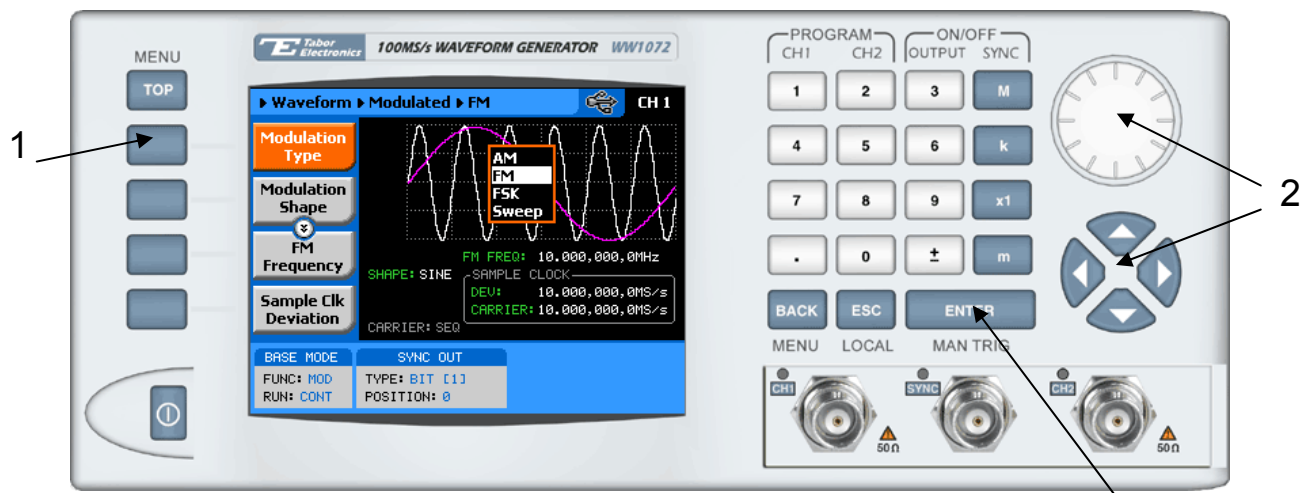 MENU
TOP
1
Tabor Electronics 100MS/s WAVEFORM GENERATOR WW1072
Waveform Modulated FM CH 1
Modulation Type
Modulation Shape
FM Frequency
Sample Clk Deviation
AM
FM
FSK
Sweep
FM FREQ: 10.000,000,0MHz
SHAPE: SINE
SAMPLE CLOCK
DEV: 10.000,000,0MS/s
CARRIER: 10.000,000,0MS/s
CARRIER: SEQ
BASE MODE
FUNC: MOD
RUN: CONT
SYNC OUT
TYPE: BIT [1]
POSITION: 0
PROGRAM
CH1 CH2
ON/OFF
OUTPUT SYNC
1 2 3 M
4 5 6 k
7 8 9 x1
. 0 ± m
BACK ESC ENTER
MENU LOCAL MAN TRIG
2
CH1 SYNC CH2
50Ω 50Ω